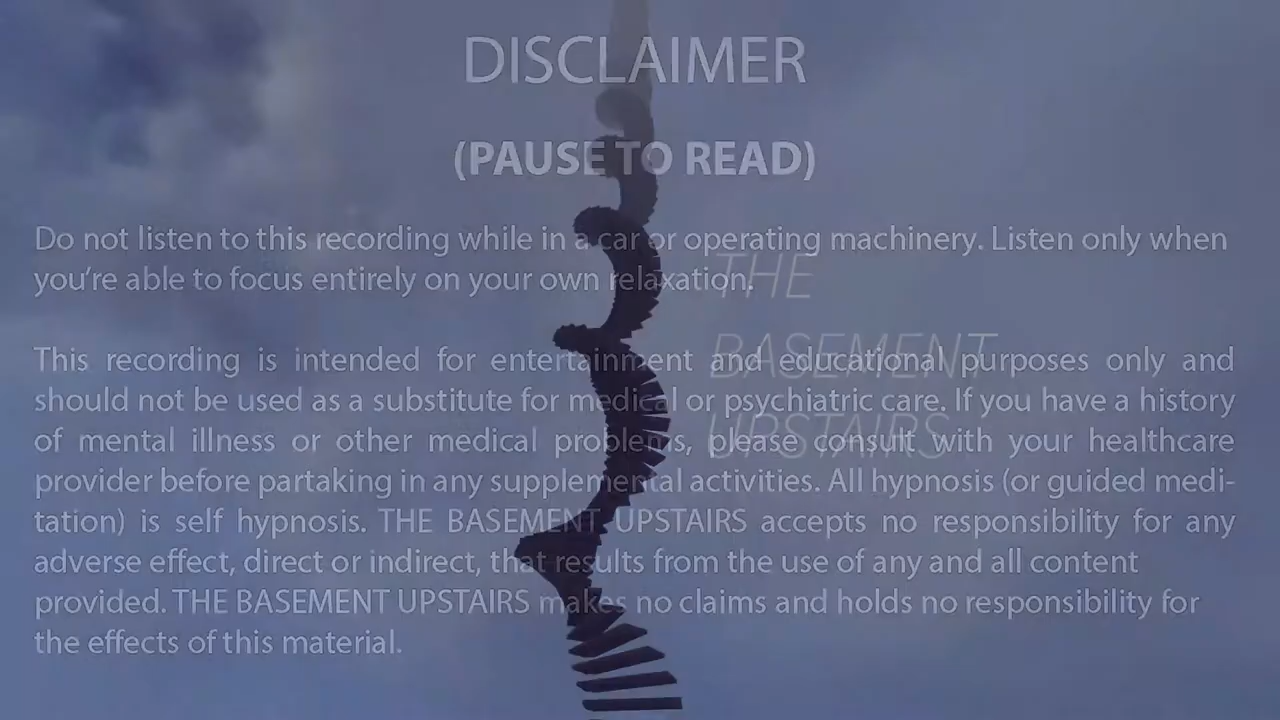 DISCLAIMER
(PAUSE TO READ)
Do not listen to this recording while in a car or operating machinery. Listen only when
you're able to focus entirely on your own relaxation.
THE
BASEMENT
UPSTAIRS
This recording is intended for entertainment and educational purposes only and
should not be used as a substitute for medical or psychiatric care. If you have a history
of mental illness or other medical problems, please consult with your healthcare
provider before partaking in any supplemental activities. All hypnosis (or guided medi-
tation) is self hypnosis. THE BASEMENT UPSTAIRS accepts no responsibility for any
adverse effect, direct or indirect, that results from the use of any and all content
provided. THE BASEMENT UPSTAIRS makes no claims and holds no responsibility for
the effects of this material.